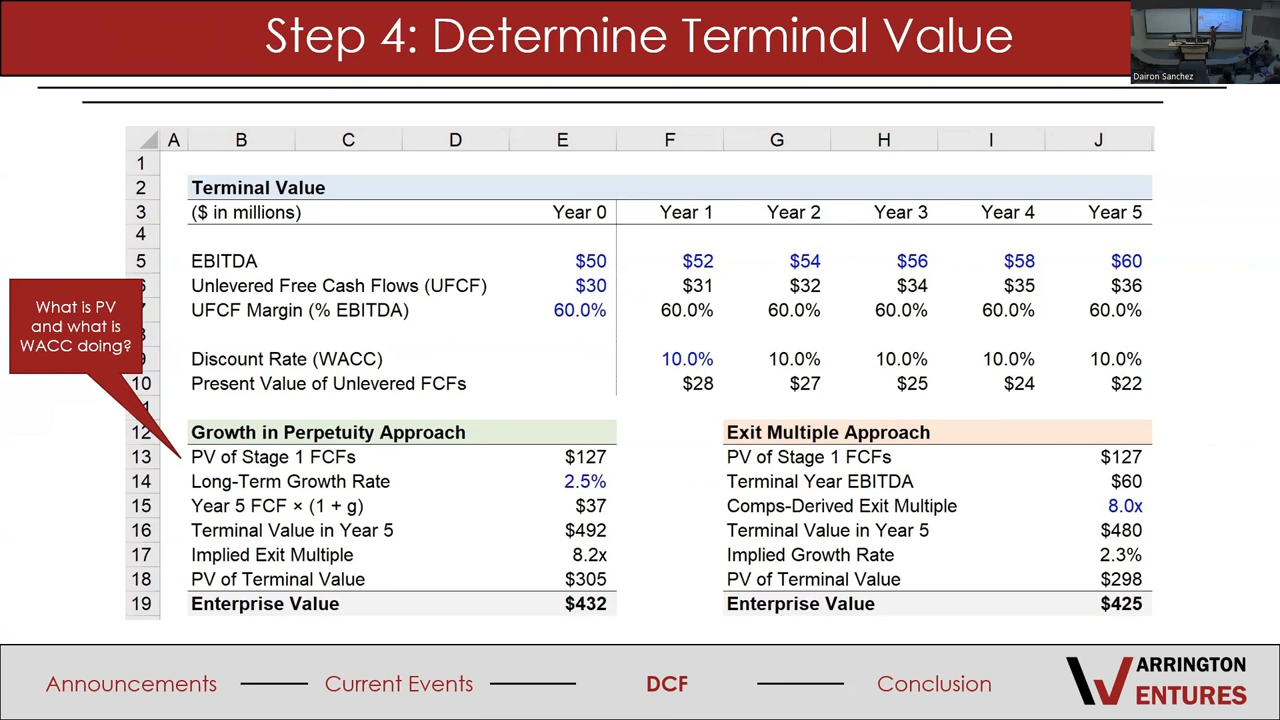 Step 4: Determine Terminal Value
Dairon Sanchez
A B C D E F G H I J
1
2 Terminal Value
3 ($ in millions) Year 0 Year 1 Year 2 Year 3 Year 4 Year 5
4
5 EBITDA $50 $52 $54 $56 $58 $60
Unlevered Free Cash Flows (UFCF) $30 $31 $32 $34 $35 $36
UFCF Margin (% EBITDA) 60.0% 60.0% 60.0% 60.0% 60.0% 60.0%
What is PV
and what is
WACC doing?
Discount Rate (WACC) 10.0% 10.0% 10.0% 10.0% 10.0%
10 Present Value of Unlevered FCFs $28 $27 $25 $24 $22
12 Growth in Perpetuity Approach Exit Multiple Approach
13 PV of Stage 1 FCFs $127 PV of Stage 1 FCFs $127
14 Long-Term Growth Rate 2.5% Terminal Year EBITDA $60
15 Year 5 FCF × (1 + g) $37 Comps-Derived Exit Multiple 8.0x
16 Terminal Value in Year 5 $492 Terminal Value in Year 5 $480
17 Implied Exit Multiple 8.2x Implied Growth Rate 2.3%
18 PV of Terminal Value $305 PV of Terminal Value $298
19 Enterprise Value $432 Enterprise Value $425
Announcements Current Events DCF Conclusion
WARRINGTON
VENTURES